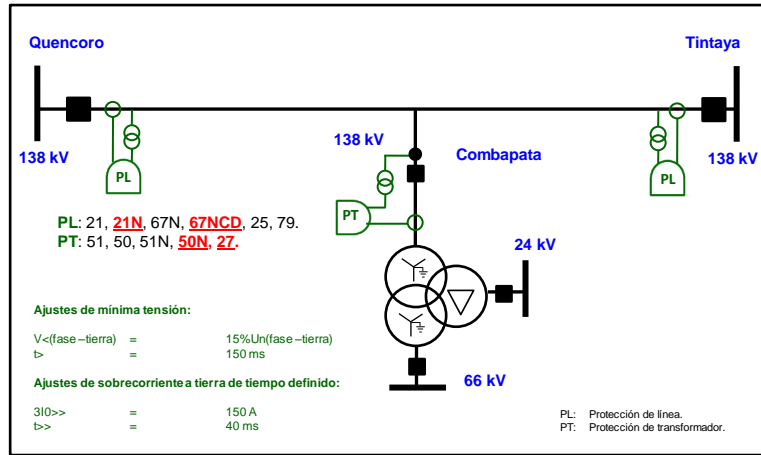 Quencoro
Tintaya
138 kV
138 kV
Combapata
138 kV
PL
PL
PT
PL: 21, 21N, 67N, 67NCD, 25, 79.
PT: 51, 50, 51N, 50N, 27.
24 kV
Ajustes de mínima tensión:
V<(fase –tierra) = 15%Un(fase –tierra)
t> = 150 ms
Ajustes de sobrecorriente a tierra de tiempo definido:
66 kV
3I0>> = 150 A
t>> = 40 ms
PL: Protección de línea.
PT: Protección de transformador.